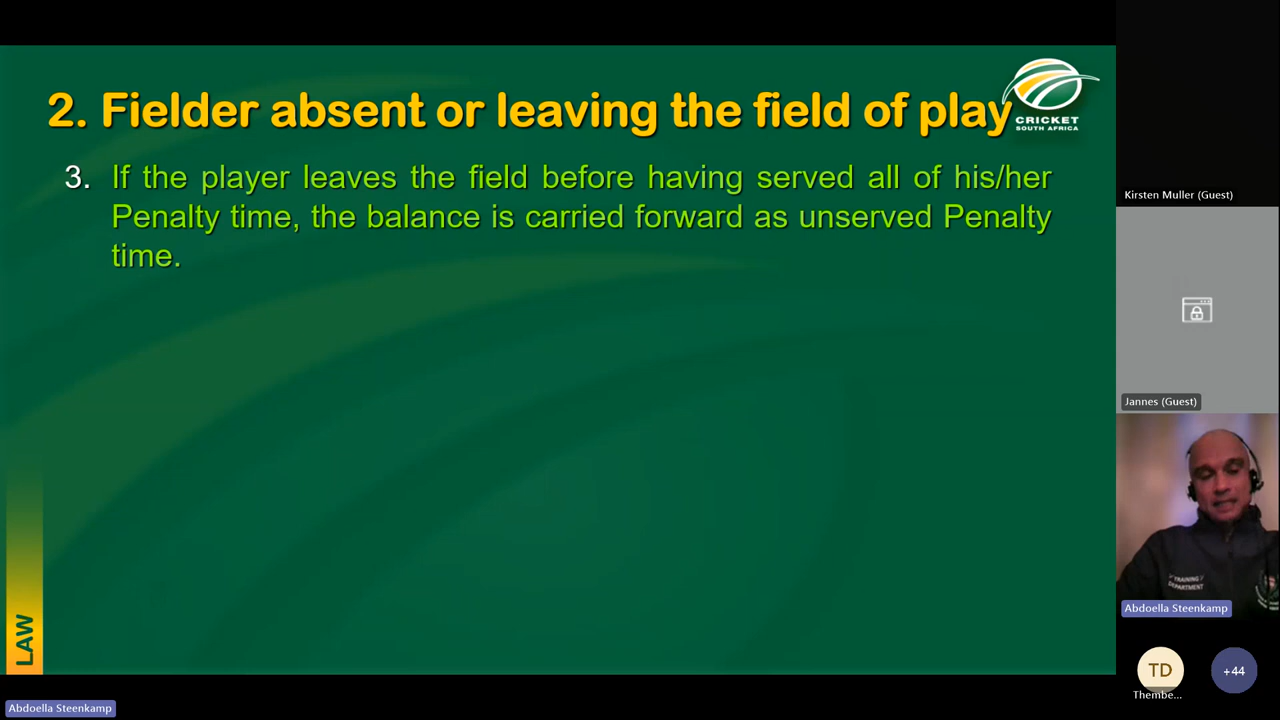 2. Fielder absent or leaving the field of play
CRICKET
SOUTH AFRICA
3. If the player leaves the field before having served all of his/her
Penalty time, the balance is carried forward as unserved Penalty
time.
LAW
Abdoella Steenkamp
Kirsten Muller (Guest)
Jannes (Guest)
TRAINING
DEPARTMENT
Abdoella Steenkamp
TD
Thembe...
+44